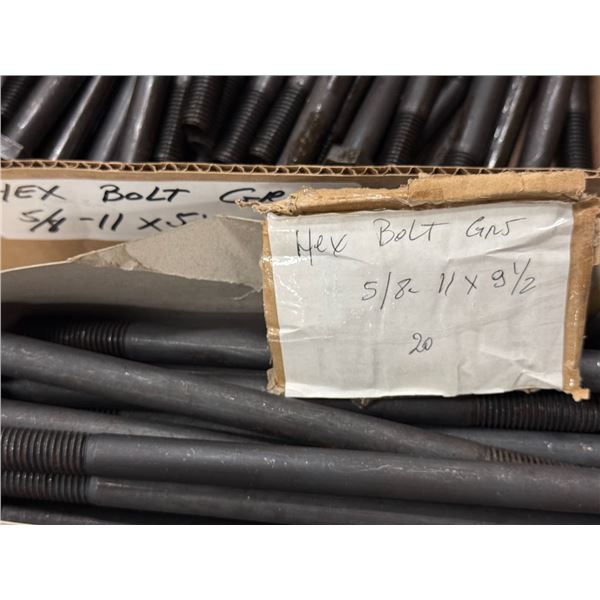 HEX BOLT GR
5/8-11 x 5
Hex BOLT GR5
5/8-11 X 9 1/2
20